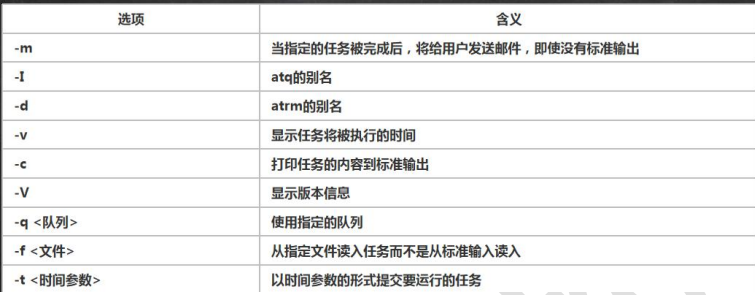 选项 含义
-m 当指定的任务被完成后，将给用户发送邮件，即使没有标准输出
-I atq的别名
-d atrm的别名
-v 显示任务将被执行的时间
-c 打印任务的内容到标准输出
-V 显示版本信息
-q <队列> 使用指定的队列
-f <文件> 从指定文件读入任务而不是从标准输入读入
-t <时间参数> 以时间参数的形式提交要运行的任务